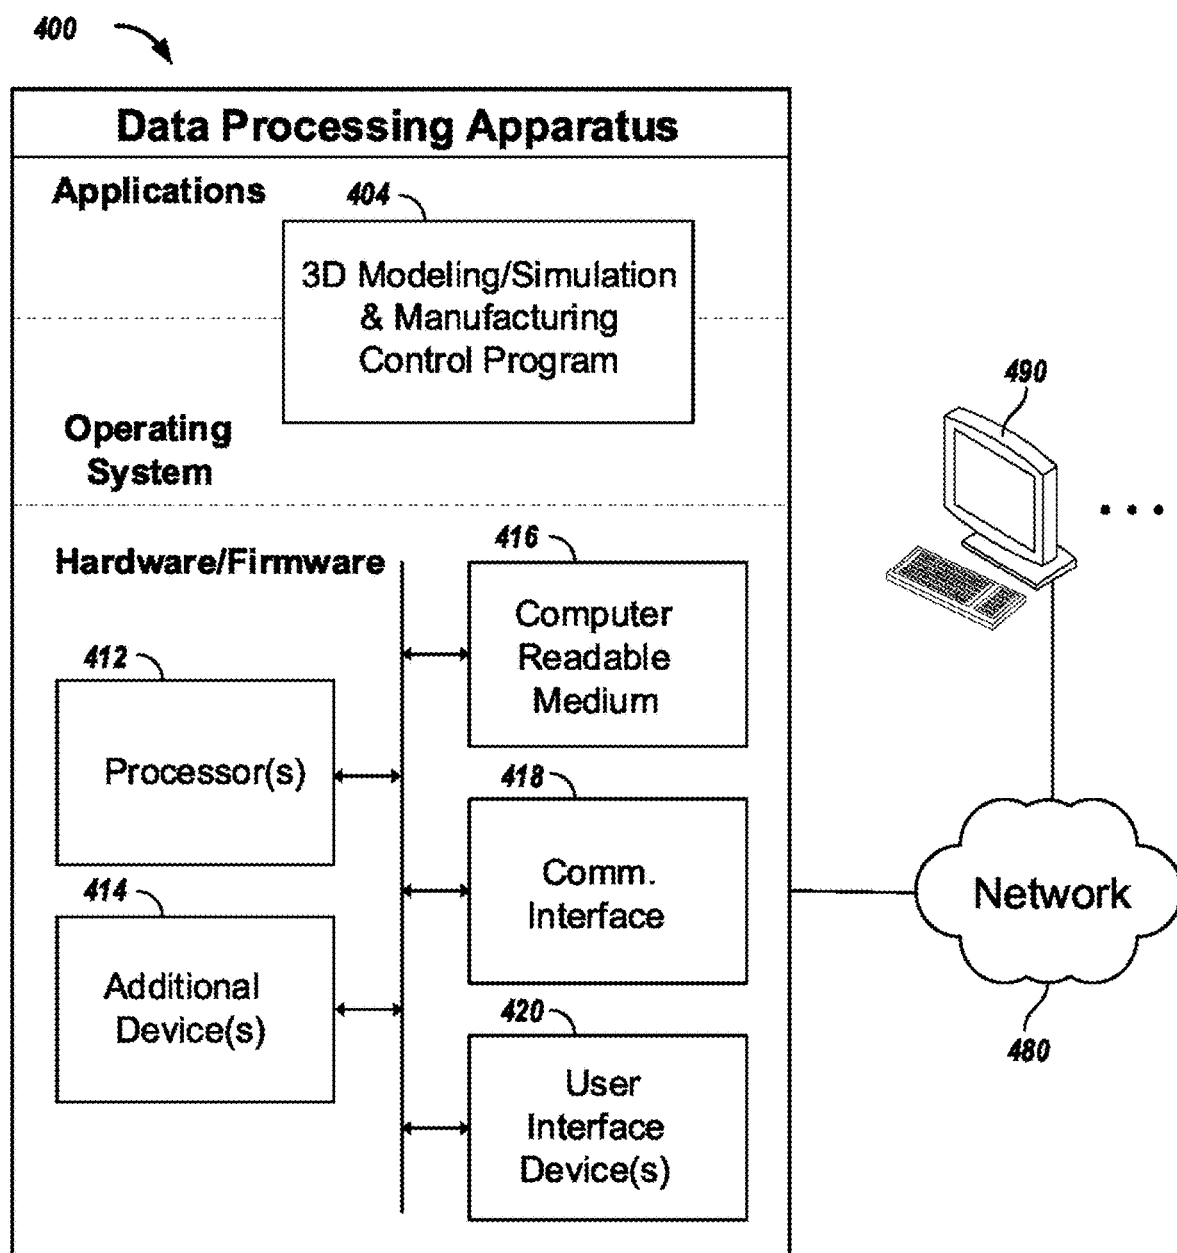 400
Data Processing Apparatus
Applications
404
3D Modeling/Simulation
& Manufacturing
Control Program
Operating
System
490
Hardware/Firmware
416
Computer
Readable
Medium
412
Processor(s)
418
Comm.
Interface
Network
480
414
Additional
Device(s)
420
User
Interface
Device(s)